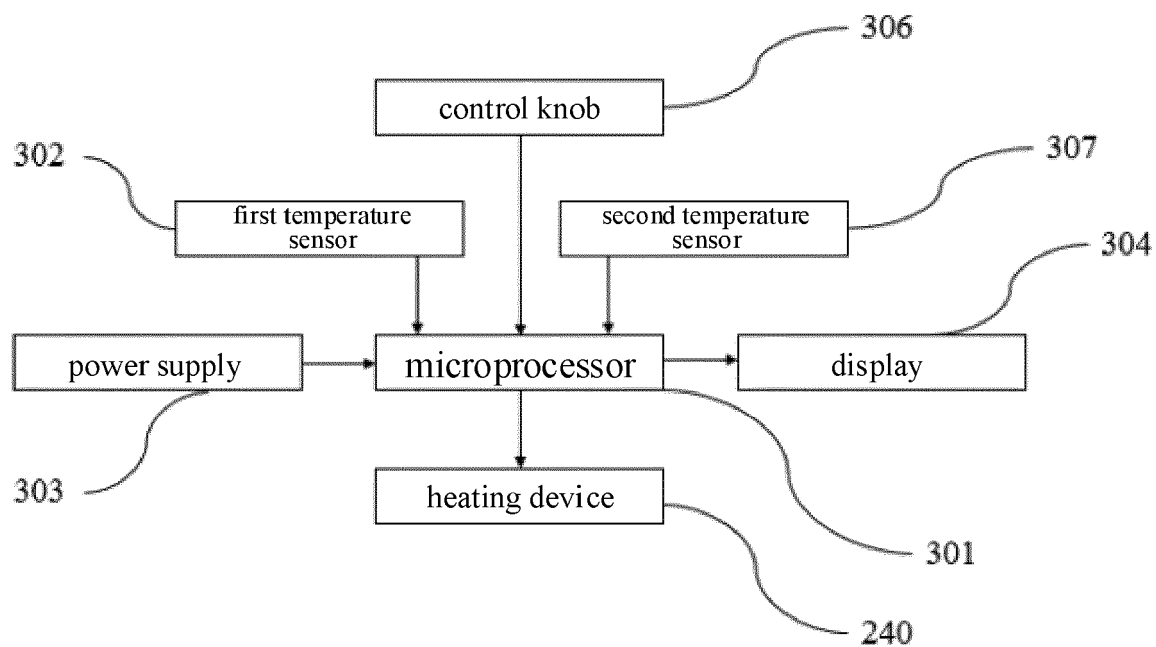 306
control knob
302
307
first temperature
sensor
second temperature
sensor
304
power supply
microprocessor
display
303
heating device
301
240